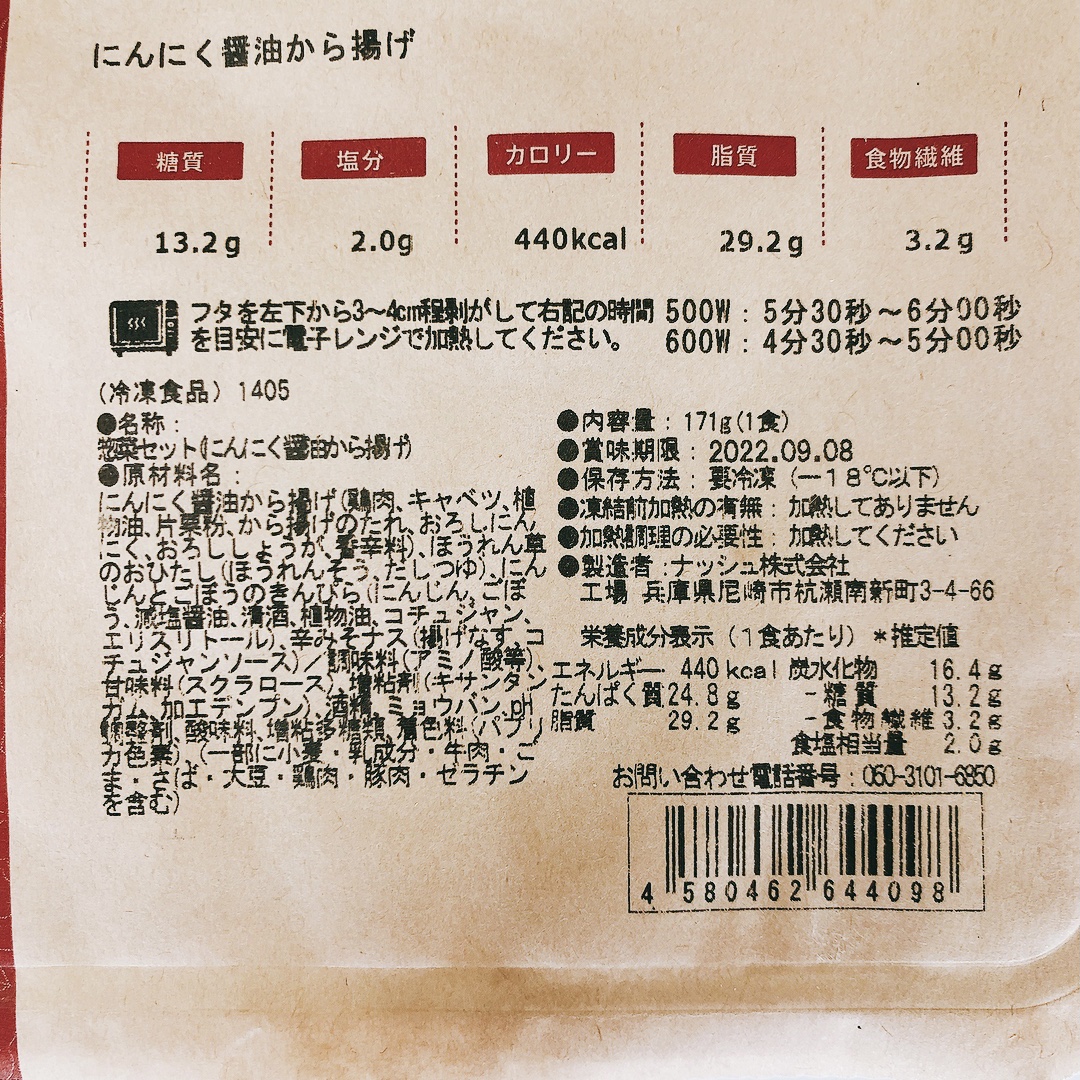 にんにく醤油から揚げ
糖質
塩分
カロリー
脂質
食物繊維
13.2g
2.0g
440kcal
29.2g
3.2g
フタを左下から3〜4cm程剥がして右記の時間
を目安に電子レンジで加熱してください。
500W：5分30秒〜6分00秒
600W：4分30秒〜5分00秒
(冷凍食品) 1405
●名称：
惣菜セット(にんにく醤油から揚げ)
●原材料名：
にんにく醤油から揚げ(鶏肉、キャベツ、植
物油、片栗粉、から揚げのたれ、おろしにん
にく、おろししょうが、香辛料)、ほうれん草
のおひたし(ほうれんそう、だしつゆ)、にん
じんとごぼうのきんぴら(にんじん、ごぼ
う、減塩醤油、清酒、植物油、コチュジャン、
エリスリトール)、辛みそナス(揚げなす、コ
チュジャンソース)／調味料(アミノ酸等)、
甘味料(スクラロース)、増粘剤(キサンタン
ガム、加工デンプン)、酒精、ミョウバン、pH
調整剤、酸味料、増粘多糖類、着色料(パプリ
カ色素)、(一部に小麦・乳成分・牛肉・ご
ま・さば・大豆・鶏肉・豚肉・ゼラチン
を含む)
●内容量：171g(1食)
●賞味期限：2022.09.08
●保存方法：要冷凍(−18℃以下)
●凍結前加熱の有無：加熱してありません
●加熱調理の必要性：加熱してください
●製造者：ナッシュ株式会社
工場 兵庫県尼崎市杭瀬南新町3-4-66
栄養成分表示(1食あたり)＊推定値
エネルギー 440kcal 炭水化物 16.4g
たんぱく質 24.8g −糖質 13.2g
脂質 29.2g −食物繊維 3.2g
食塩相当量 2.0g
お問い合わせ電話番号：050-3101-6850
4 580462 644098